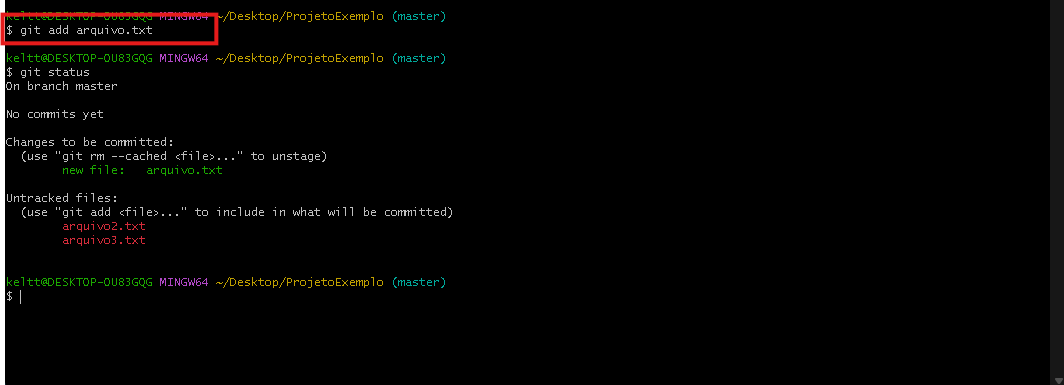 keltt@DESKTOP-OU83GQG MINGW64 ~/Desktop/ProjetoExemplo (master)
$ git add arquivo.txt
keltt@DESKTOP-OU83GQG MINGW64 ~/Desktop/ProjetoExemplo (master)
$ git status
On branch master
No commits yet
Changes to be committed:
(use "git rm --cached <file>..." to unstage)
new file: arquivo.txt
Untracked files:
(use "git add <file>..." to include in what will be committed)
arquivo2.txt
arquivo3.txt
keltt@DESKTOP-OU83GQG MINGW64 ~/Desktop/ProjetoExemplo (master)
$